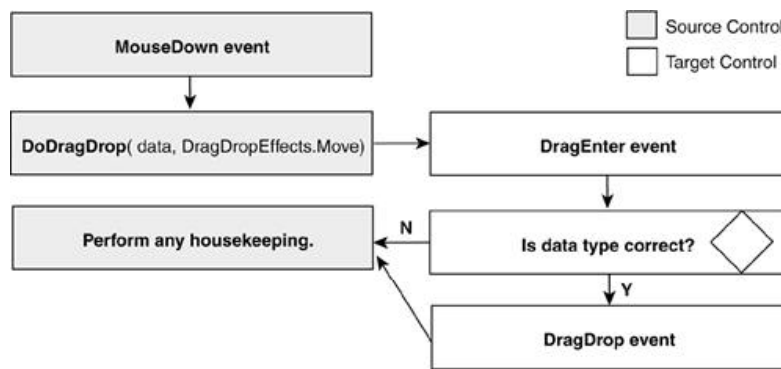 MouseDown event
Source Control
Target Control
DoDragDrop( data, DragDropEffects.Move)
DragEnter event
Perform any housekeeping.
N
Is data type correct?
Y
DragDrop event